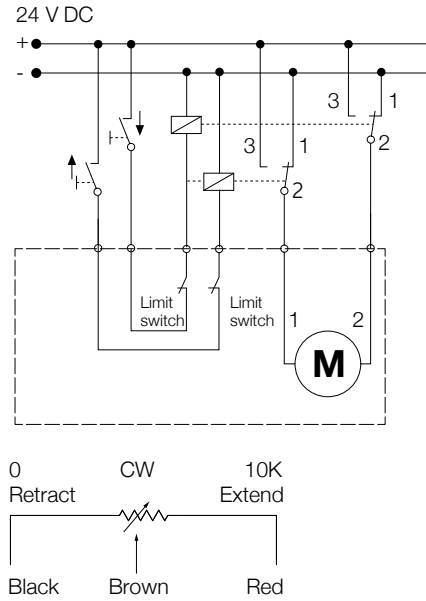 24 V DC
+
-
3 1
2
3 1
2
Limit switch
Limit switch
1 2
M
0 CW 10K
Retract Extend
Black Brown Red